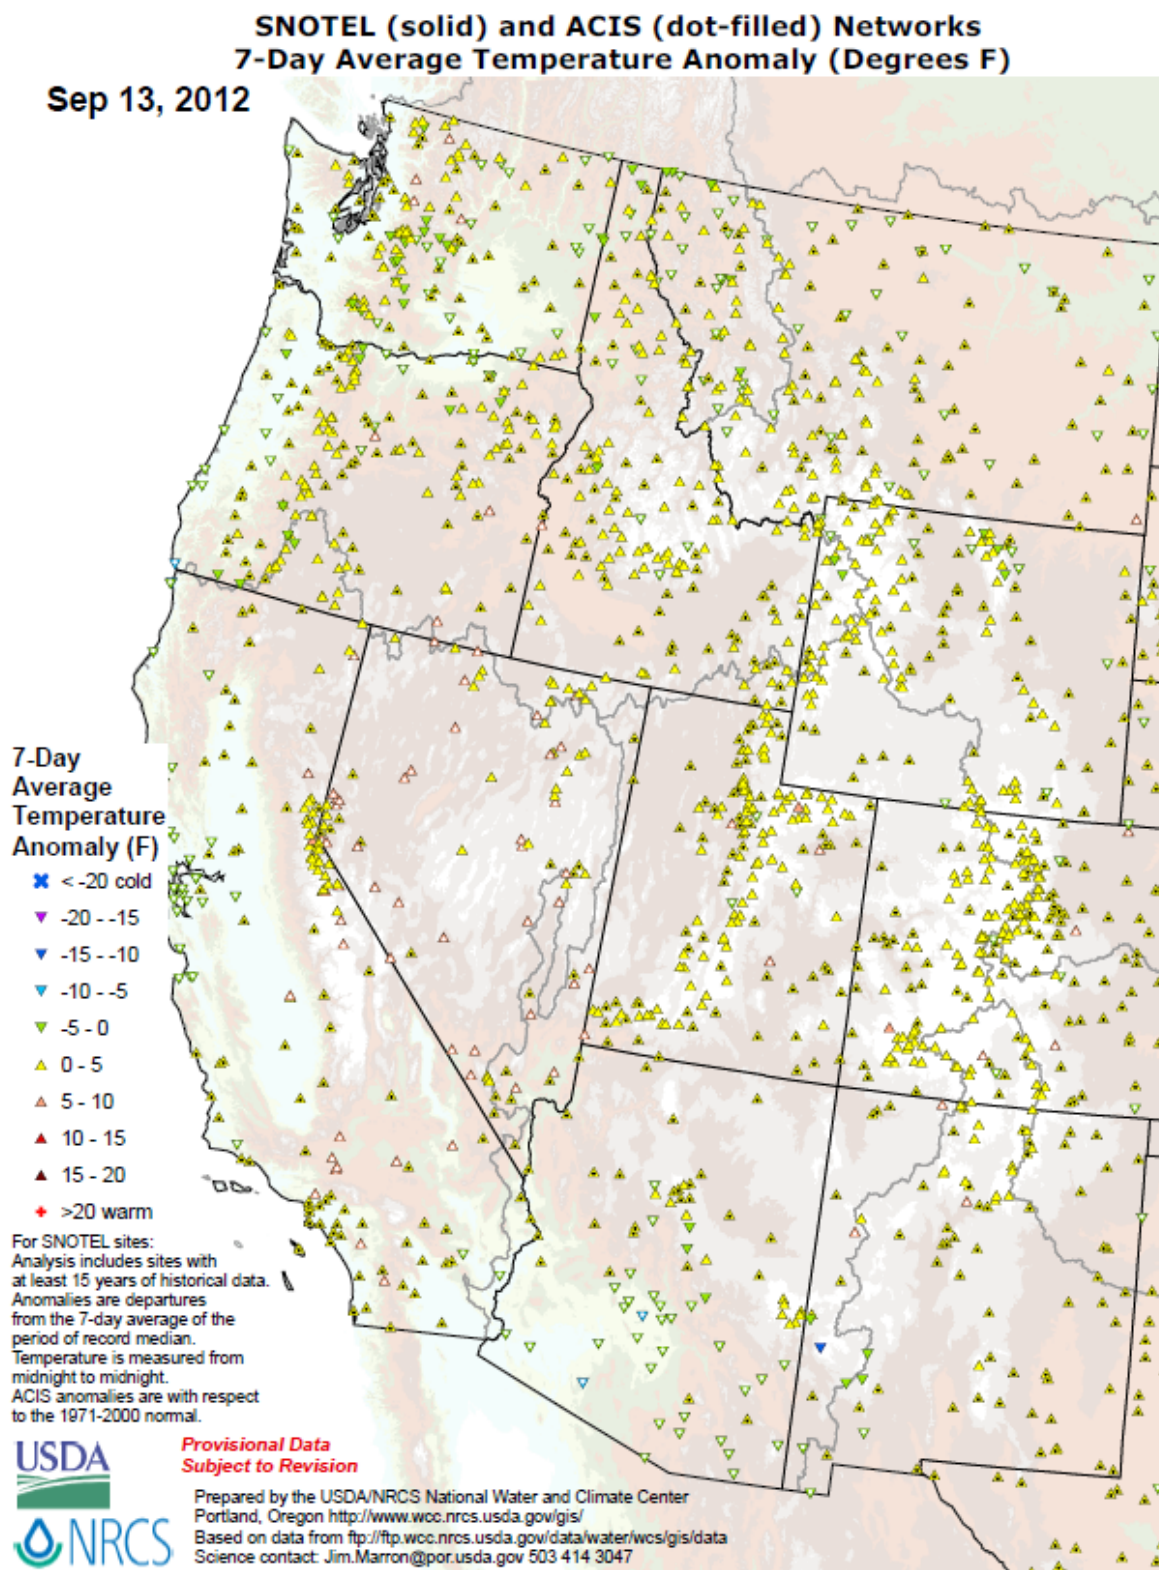 SNOTEL (solid) and ACIS (dot-filled) Networks
7-Day Average Temperature Anomaly (Degrees F)
Sep 13, 2012
7-Day
Average
Temperature
Anomaly (F)
< -20 cold
-20 - -15
-15 - -10
-10 - -5
-5 - 0
0 - 5
5 - 10
10 - 15
15 - 20
>20 warm
For SNOTEL sites:
Analysis includes sites with
at least 15 years of historical data.
Anomalies are departures
from the 7-day average of the
period of record median.
Temperature is measured from
midnight to midnight.
ACIS anomalies are with respect
to the 1971-2000 normal.
USDA
NRCS
Provisional Data
Subject to Revision
Prepared by the USDA/NRCS National Water and Climate Center
Portland, Oregon http://www.wcc.nrcs.usda.gov/gis/
Based on data from ftp://ftp.wcc.nrcs.usda.gov/data/water/wcs/gis/data
Science contact: Jim.Marron@por.usda.gov 503 414 3047